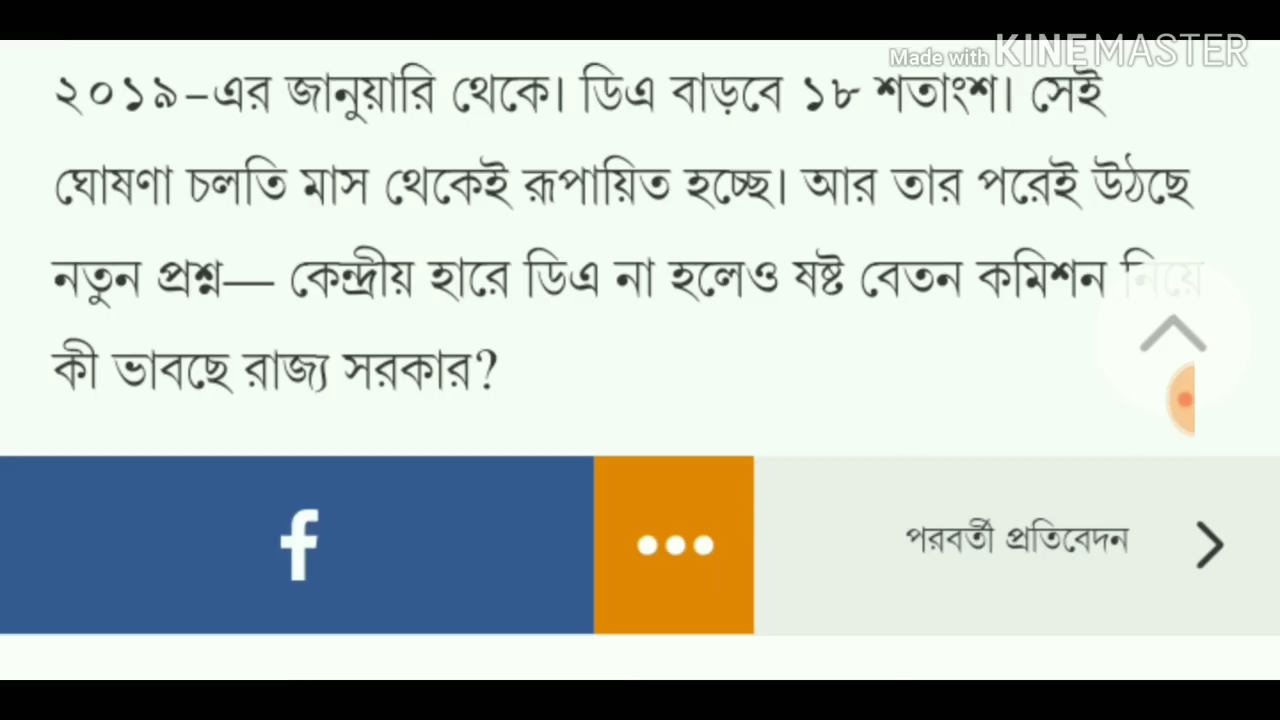 Made with KINEMASTER
২০১৯-এর জানুয়ারি থেকে। ডিএ বাড়বে ১৮ শতাংশ। সেই
ঘোষণা চলতি মাস থেকেই রূপায়িত হচ্ছে। আর তার পরেই উঠছে
নতুন প্রশ্ন— কেন্দ্রীয় হারে ডিএ না হলেও ষষ্ট বেতন কমিশন নিয়ে
কী ভাবছে রাজ্য সরকার?
f
পরবর্তী প্রতিবেদন